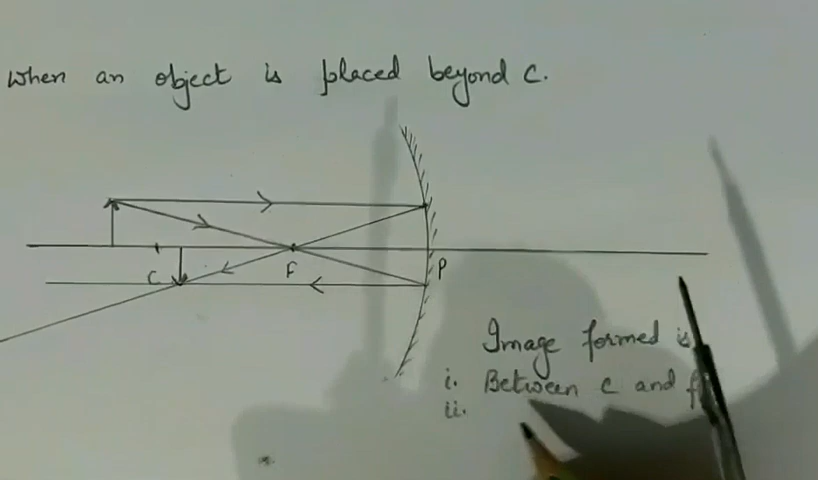 when an object is placed beyond c.
C
F
P
Image formed is
i. Between c and f
ii.